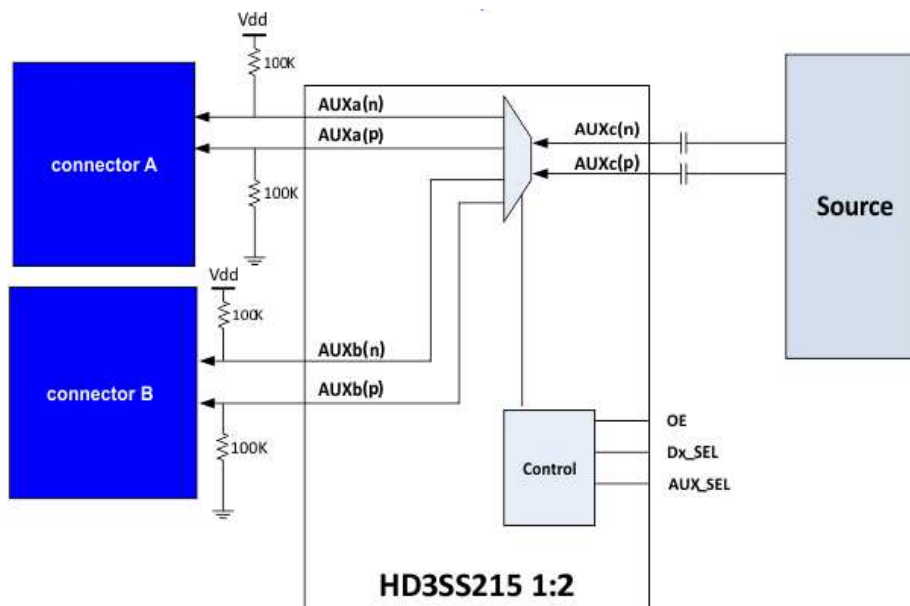 Vdd
100K
AUXa(n)
AUXa(p)
connector A
100K
AUXc(n)
AUXc(p)
Source
Vdd
100K
AUXb(n)
connector B
AUXb(p)
100K
Control
OE
Dx_SEL
AUX_SEL
HD3SS215 1:2